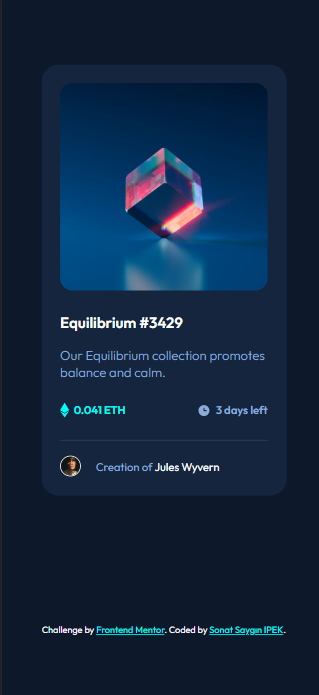 Equilibrium #3429
Our Equilibrium collection promotes
balance and calm.
0.041 ETH
3 days left
Creation of Jules Wyvern
Challenge by Frontend Mentor. Coded by Sonat Saygın IPEK.